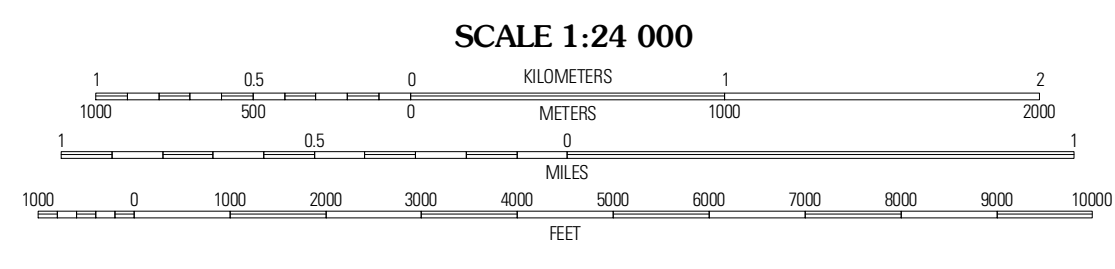 SCALE 1:24 000
1 0.5 0 KILOMETERS 1 2
1000 500 0 METERS 1000 2000
1 0.5 0 1
MILES
1000 0 1000 2000 3000 4000 5000 6000 7000 8000 9000 10000
FEET